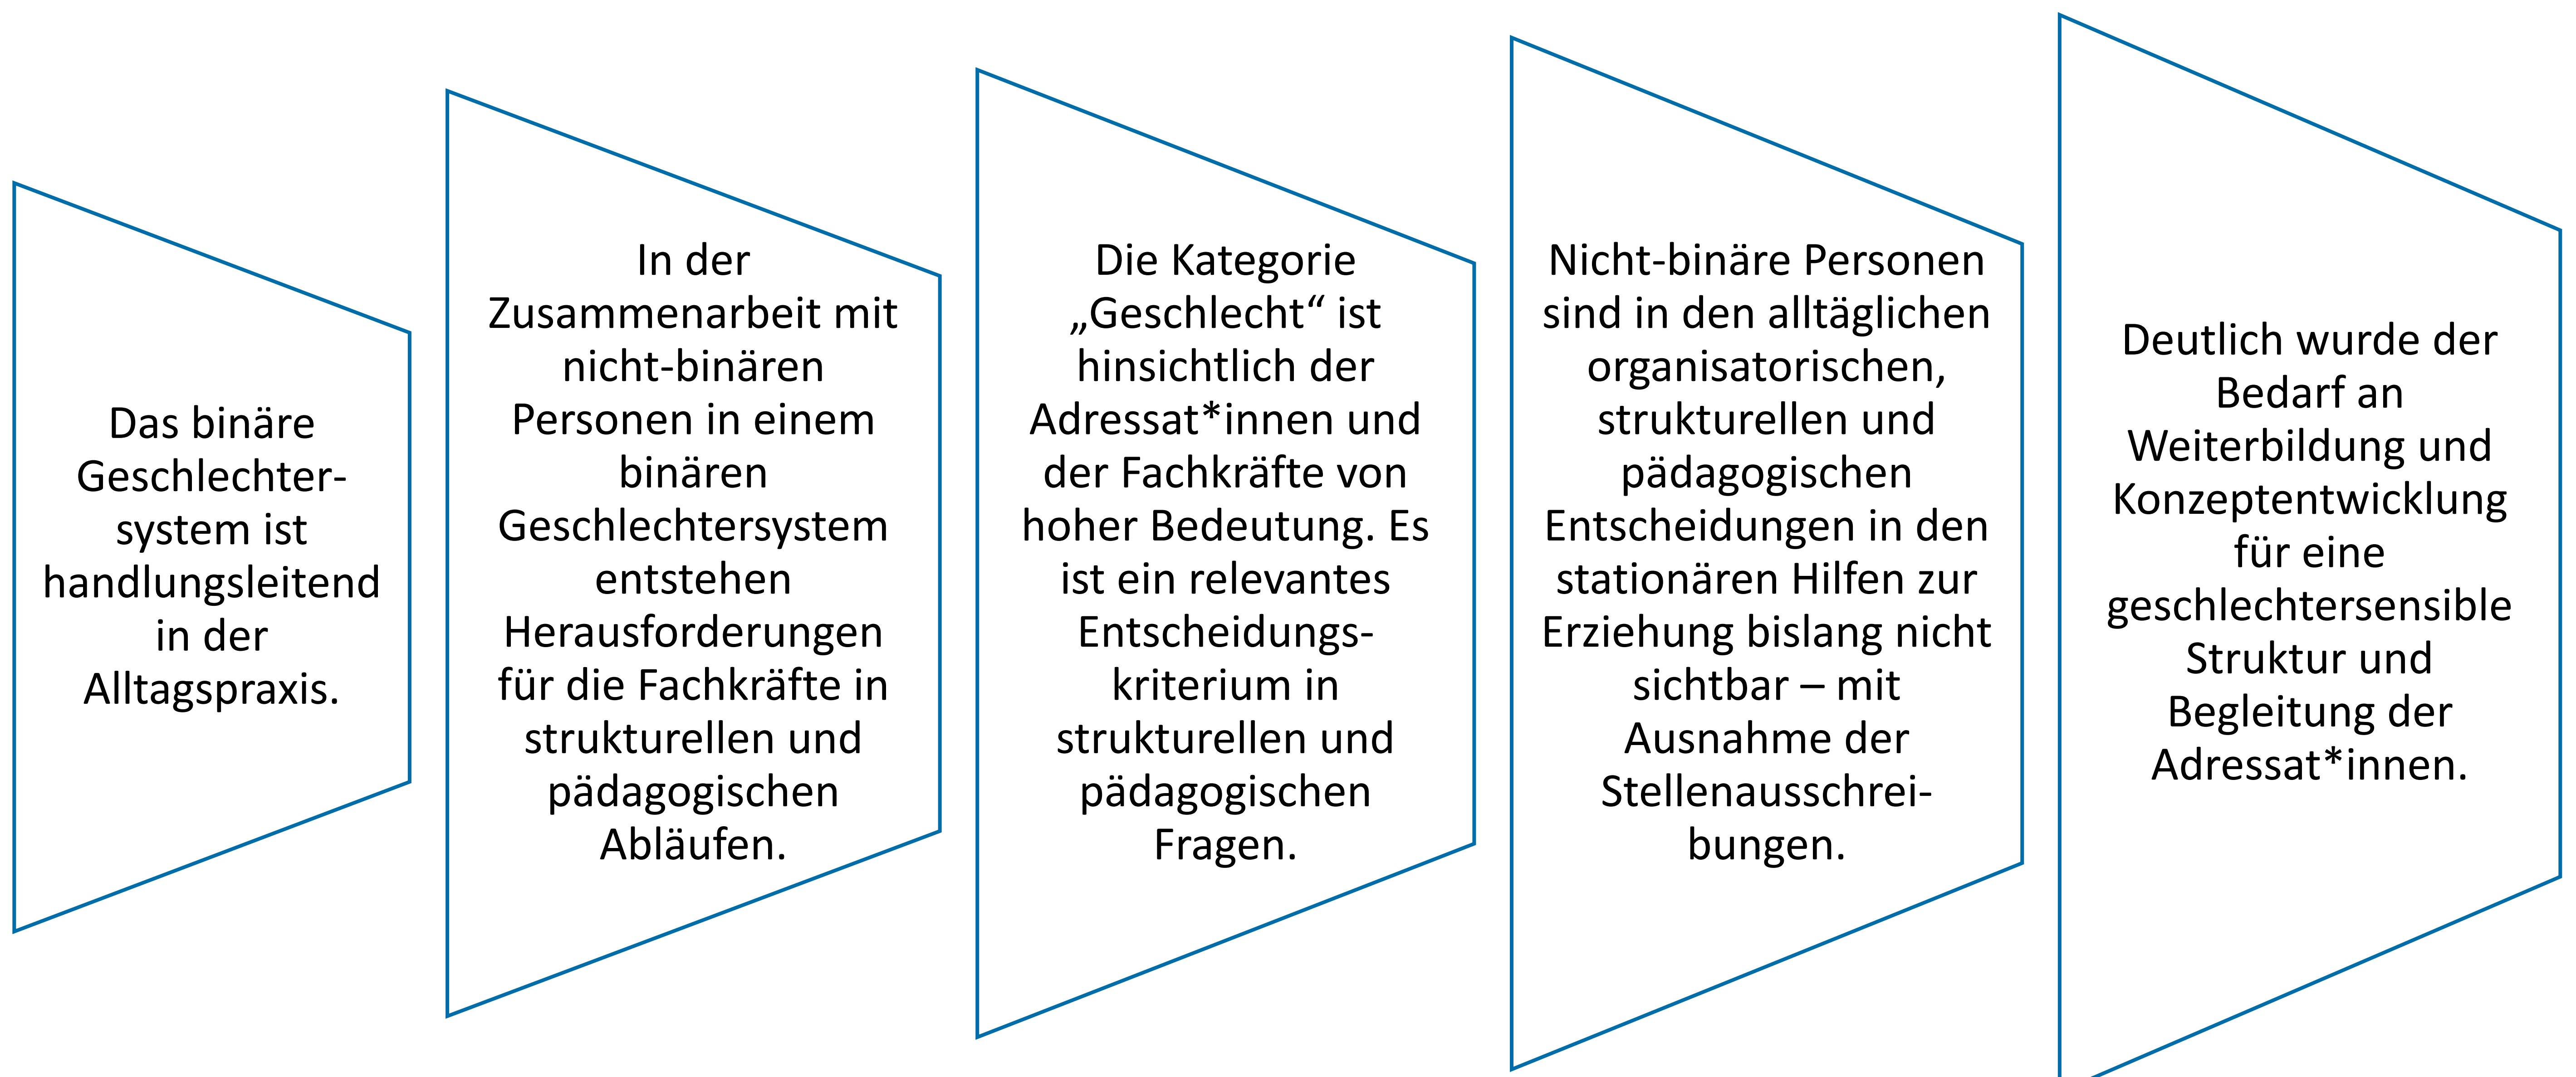 Das binäre
Geschlechter-
system ist
handlungsleitend
in der
Alltagspraxis.
In der
Zusammenarbeit mit
nicht-binären
Personen in einem
binären
Geschlechtersystem
entstehen
Herausforderungen
für die Fachkräfte in
strukturellen und
pädagogischen
Abläufen.
Die Kategorie
„Geschlecht“ ist
hinsichtlich der
Adressat*innen und
der Fachkräfte von
hoher Bedeutung. Es
ist ein relevantes
Entscheidungs-
kriterium in
strukturellen und
pädagogischen
Fragen.
Nicht-binäre Personen
sind in den alltäglichen
organisatorischen,
strukturellen und
pädagogischen
Entscheidungen in den
stationären Hilfen zur
Erziehung bislang nicht
sichtbar – mit
Ausnahme der
Stellenausschrei-
bungen.
Deutlich wurde der
Bedarf an
Weiterbildung und
Konzeptentwicklung
für eine
geschlechtersensible
Struktur und
Begleitung der
Adressat*innen.